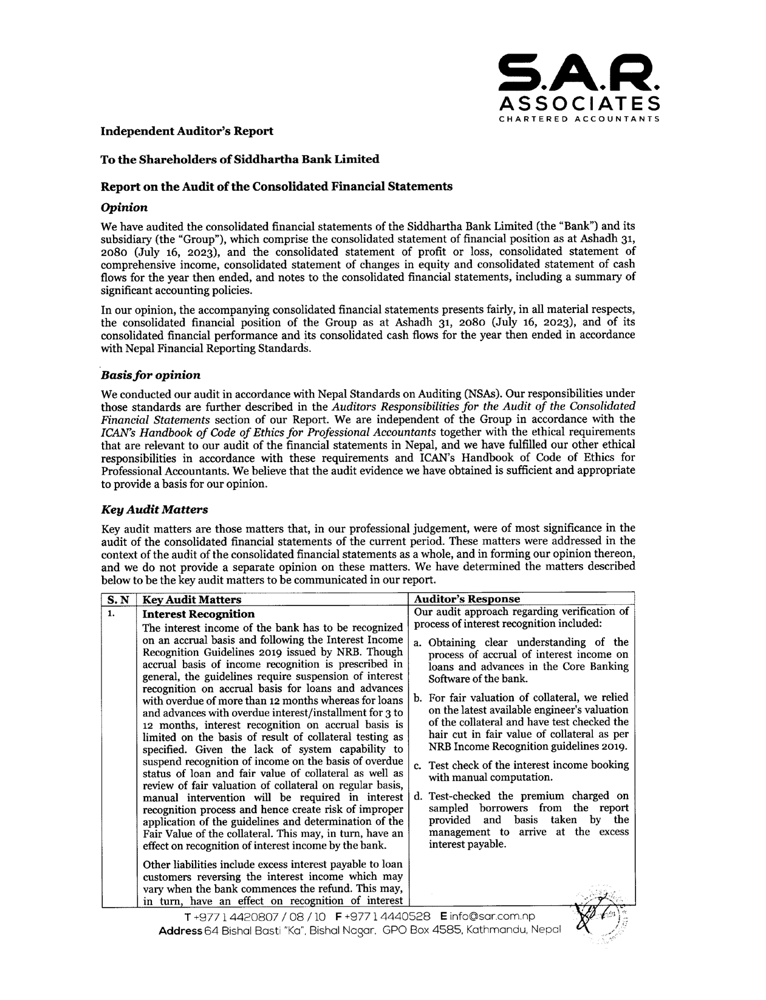 S.A.R.
ASSOCIATES
CHARTERED ACCOUNTANTS
Independent Auditor's Report
To the Shareholders of Siddhartha Bank Limited
Report on the Audit of the Consolidated Financial Statements
Opinion
We have audited the consolidated financial statements of the Siddhartha Bank Limited (the “Bank”) and its
subsidiary (the “Group”), which comprise the consolidated statement of financial position as at Ashadh 31,
2080 (July 16, 2023), and the consolidated statement of profit or loss, consolidated statement of
comprehensive income, consolidated statement of changes in equity and consolidated statement of cash
flows for the year then ended, and notes to the consolidated financial statements, including a summary of
significant accounting policies.
In our opinion, the accompanying consolidated financial statements presents fairly, in all material respects,
the consolidated financial position of the Group as at Ashadh 31, 2080 (July 16, 2023), and of its
consolidated financial performance and its consolidated cash flows for the year then ended in accordance
with Nepal Financial Reporting Standards.
Basis for opinion
We conducted our audit in accordance with Nepal Standards on Auditing (NSAs). Our responsibilities under
those standards are further described in the Auditors Responsibilities for the Audit of the Consolidated
Financial Statements section of our Report. We are independent of the Group in accordance with the
ICAN's Handbook of Code of Ethics for Professional Accountants together with the ethical requirements
that are relevant to our audit of the financial statements in Nepal, and we have fulfilled our other ethical
responsibilities in accordance with these requirements and ICAN's Handbook of Code of Ethics for
Professional Accountants. We believe that the audit evidence we have obtained is sufficient and appropriate
to provide a basis for our opinion.
Key Audit Matters
Key audit matters are those matters that, in our professional judgement, were of most significance in the
audit of the consolidated financial statements of the current period. These matters were addressed in the
context of the audit of the consolidated financial statements as a whole, and in forming our opinion thereon,
and we do not provide a separate opinion on these matters. We have determined the matters described
below to be the key audit matters to be communicated in our report.
S. N Key Audit Matters Auditor's Response
1. Interest Recognition
The interest income of the bank has to be recognized
on an accrual basis and following the Interest Income
Recognition Guidelines 2019 issued by NRB. Though
accrual basis of income recognition is prescribed in
general, the guidelines require suspension of interest
recognition on accrual basis for loans and advances
with overdue of more than 12 months whereas for loans
and advances with overdue interest/installment for 3 to
12 months, interest recognition on accrual basis is
limited on the basis of result of collateral testing as
specified. Given the lack of system capability to
suspend recognition of income on the basis of overdue
status of loan and fair value of collateral as well as
review of fair valuation of collateral on regular basis,
manual intervention will be required in interest
recognition process and hence create risk of improper
application of the guidelines and determination of the
Fair Value of the collateral. This may, in turn, have an
effect on recognition of interest income by the bank.
Other liabilities include excess interest payable to loan
customers reversing the interest income which may
vary when the bank commences the refund. This may,
in turn, have an effect on recognition of interest
Our audit approach regarding verification of
process of interest recognition included:
a. Obtaining clear understanding of the
process of accrual of interest income on
loans and advances in the Core Banking
Software of the bank.
b. For fair valuation of collateral, we relied
on the latest available engineer's valuation
of the collateral and have test checked the
hair cut in fair value of collateral as per
NRB Income Recognition guidelines 2019.
c. Test check of the interest income booking
with manual computation.
d. Test-checked the premium charged on
sampled borrowers from the report
provided and basis taken by the
management to arrive at the excess
interest payable.
T +977 1 4420807 / 08 / 10 F +977 1 4440528 E info@sar.com.np
Address 64 Bishal Basti "Ka", Bishal Nagar, GPO Box 4585, Kathmandu, Nepal